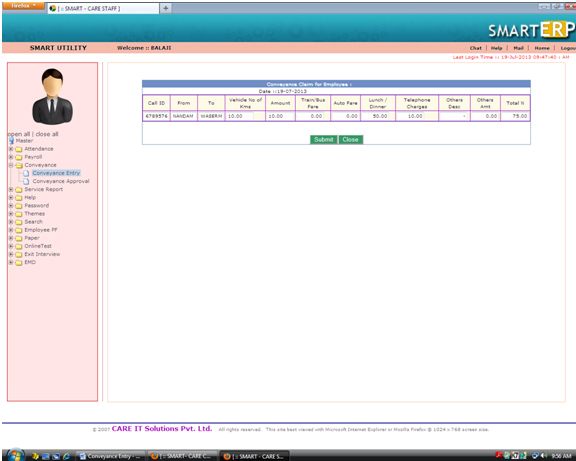 Firefox
[ :: SMART - CARE STAFF ]
SMARTERP
SMART UTILITY Welcome :: BALAJI Chat | Help | Mail | Home | Logou
Last Login Time :: 19-Jul-2013 09:47:42 : AM
open all | close all
Master
Attendance
Payroll
Conveyance
Conveyance Entry
Conveyance Approval
Service Report
Help
Password
Themes
Search
Employee PF
Paper
OnlineTest
Exit Interview
EMD
Conveyance Claim for Employee :
Date ::19-07-2013
Call ID From To Vehicle No of Kms Amount Train/Bus Fare Auto Fare Lunch / Dinner Telephone Charges Others Desc Others Amt Total
6789576 NANDAM 10.00 10.00 0.00 0.00 50.00 10.00 - 0.00 75.00
Submit Close
© 2007 CARE IT Solutions Pvt. Ltd. All rights reserved. This site best viewed with Microsoft Internet Explorer or Mozilla Firefox @ 1024 x 768 screen size.
Conveyance Entry - ... [ :: SMART- CARE C... [ :: SMART - CARE S... 9:56 AM